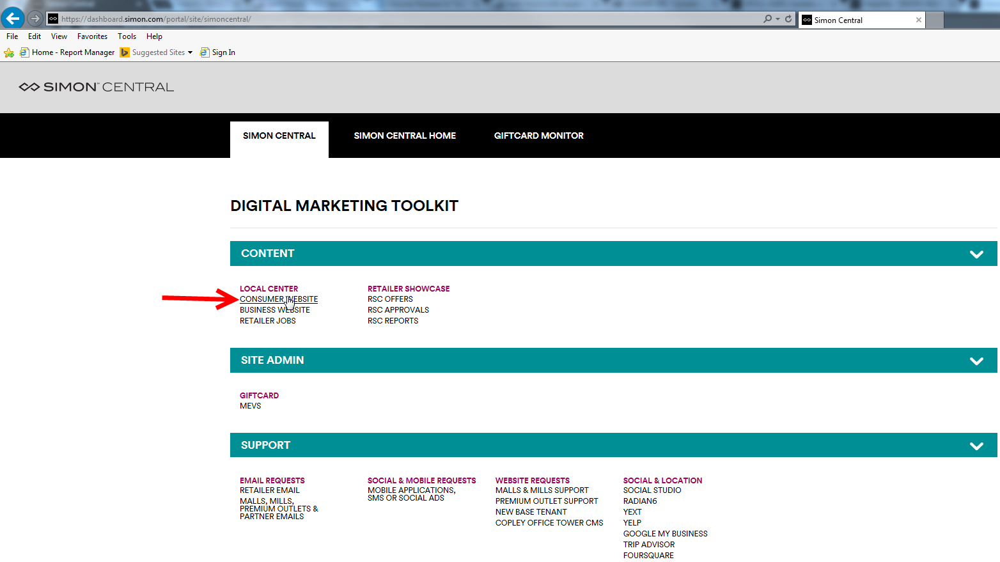 https://dashboard.simon.com/portal/site/simoncentral/
Simon Central
File Edit View Favorites Tools Help
Home - Report Manager Suggested Sites Sign In
SIMON™ CENTRAL
SIMON CENTRAL SIMON CENTRAL HOME GIFTCARD MONITOR
DIGITAL MARKETING TOOLKIT
CONTENT
LOCAL CENTER
CONSUMER WEBSITE
BUSINESS WEBSITE
RETAILER JOBS
RETAILER SHOWCASE
RSC OFFERS
RSC APPROVALS
RSC REPORTS
SITE ADMIN
GIFTCARD
MEVS
SUPPORT
EMAIL REQUESTS
RETAILER EMAIL
MALLS, MILLS,
PREMIUM OUTLETS &
PARTNER EMAILS
SOCIAL & MOBILE REQUESTS
MOBILE APPLICATIONS,
SMS OR SOCIAL ADS
WEBSITE REQUESTS
MALLS & MILLS SUPPORT
PREMIUM OUTLET SUPPORT
NEW BASE TENANT
COPLEY OFFICE TOWER CMS
SOCIAL & LOCATION
SOCIAL STUDIO
RADIAN6
YEXT
YELP
GOOGLE MY BUSINESS
TRIP ADVISOR
FOURSQUARE